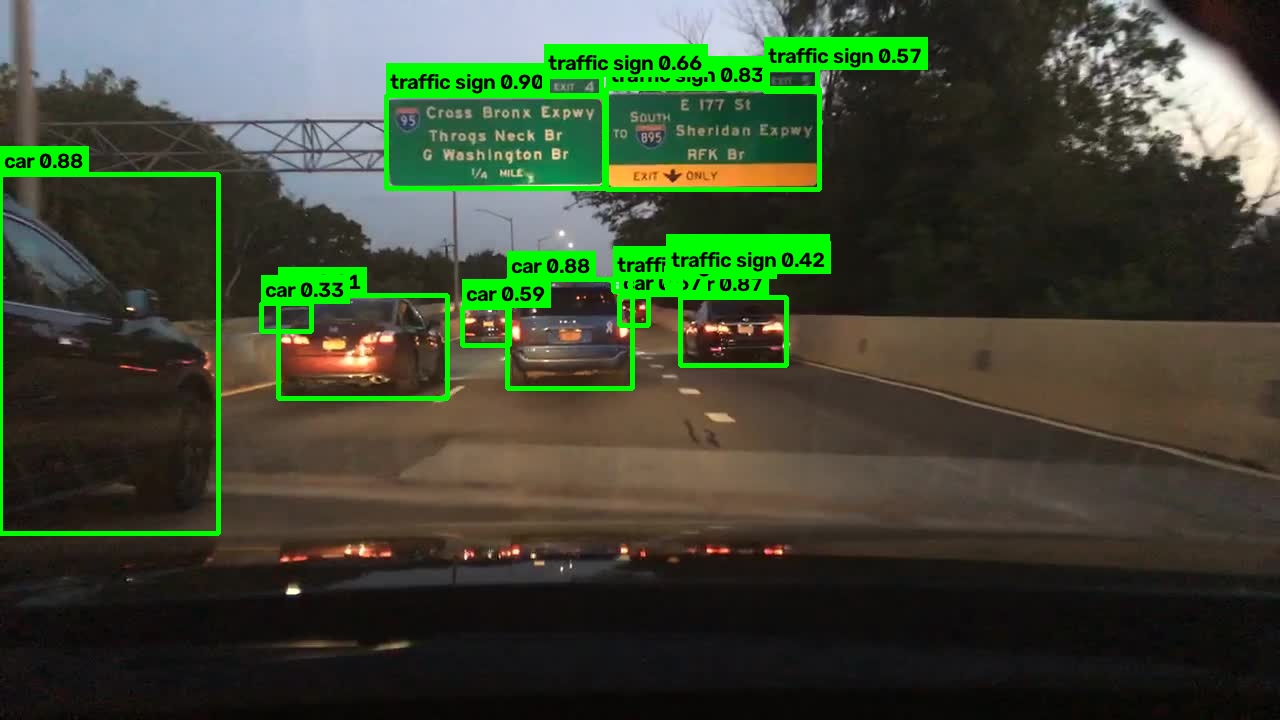 traffic sign 0.66
traffic sign 0.57
traffic sign 0.90
traffic sign 0.83
EXIT 4
EXIT
95
Cross Bronx Expwy
Throgs Neck Br
G Washington Br
1/4 MILE
E 177 St
SOUTH
TO 895 Sheridan Expwy
RFK Br
EXIT ONLY
car 0.88
car 0.88
traffic sign 0.42
car 0.33
car 0.59
0.87